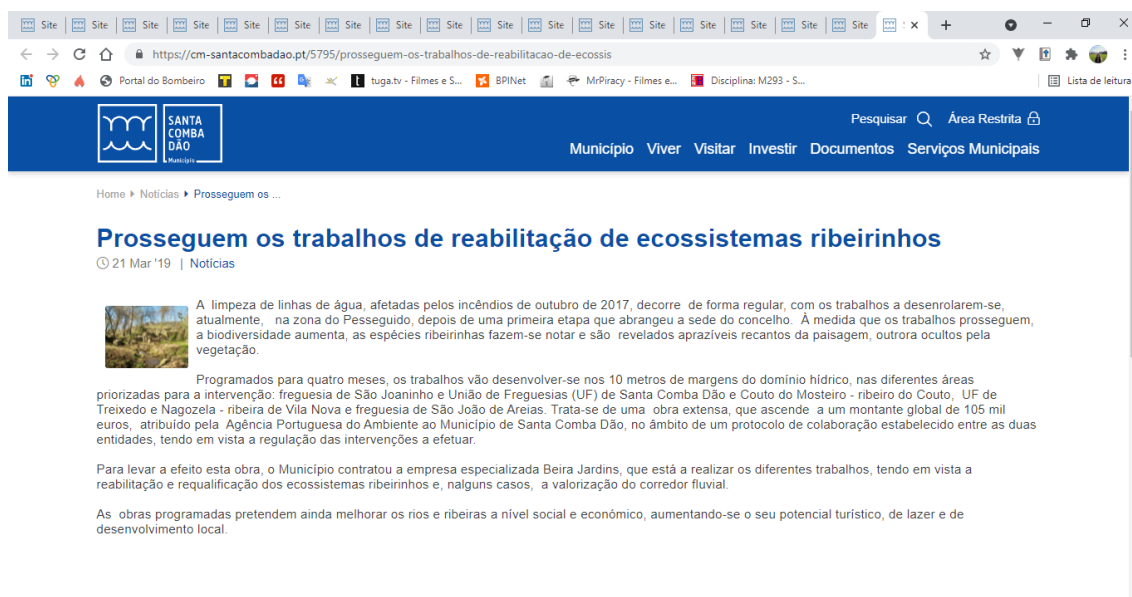 Site Site Site Site Site Site Site Site Site Site Site Site Site Site Site Site Site
https://cm-santacombadao.pt/5795/prosseguem-os-trabalhos-de-reabilitacao-de-ecossis
Portal do Bombeiro tuga.tv - Filmes e S... BPINet MrPiracy - Filmes e... Disciplina: M293 - S... Lista de leitura
SANTA
COMBA
DÃO
Município
Pesquisar Área Restrita
Município Viver Visitar Investir Documentos Serviços Municipais
Home Notícias Prosseguem os ...
Prosseguem os trabalhos de reabilitação de ecossistemas ribeirinhos
21 Mar '19 | Notícias
A limpeza de linhas de água, afetadas pelos incêndios de outubro de 2017, decorre de forma regular, com os trabalhos a desenrolarem-se,
atualmente, na zona do Pesseguido, depois de uma primeira etapa que abrangeu a sede do concelho. À medida que os trabalhos prosseguem,
a biodiversidade aumenta, as espécies ribeirinhas fazem-se notar e são revelados aprazíveis recantos da paisagem, outrora ocultos pela
vegetação.
Programados para quatro meses, os trabalhos vão desenvolver-se nos 10 metros de margens do domínio hídrico, nas diferentes áreas
priorizadas para a intervenção: freguesia de São Joaninho e União de Freguesias (UF) de Santa Comba Dão e Couto do Mosteiro - ribeiro do Couto, UF de
Treixedo e Nagozela - ribeira de Vila Nova e freguesia de São João de Areias. Trata-se de uma obra extensa, que ascende a um montante global de 105 mil
euros, atribuído pela Agência Portuguesa do Ambiente ao Município de Santa Comba Dão, no âmbito de um protocolo de colaboração estabelecido entre as duas
entidades, tendo em vista a regulação das intervenções a efetuar.
Para levar a efeito esta obra, o Município contratou a empresa especializada Beira Jardins, que está a realizar os diferentes trabalhos, tendo em vista a
reabilitação e requalificação dos ecossistemas ribeirinhos e, nalguns casos, a valorização do corredor fluvial.
As obras programadas pretendem ainda melhorar os rios e ribeiras a nível social e económico, aumentando-se o seu potencial turístico, de lazer e de
desenvolvimento local.